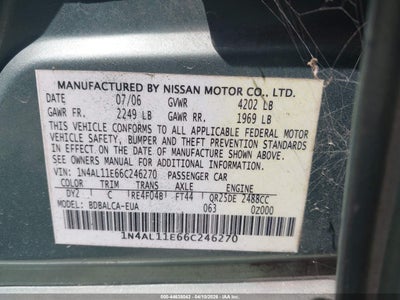 MANUFACTURED BY NISSAN MOTOR CO., LTD.
DATE 07/06 GVWR 4202 LB
GAWR FR. 2249 LB GAWR RR. 1969 LB
THIS VEHICLE CONFORMS TO ALL APPLICABLE FEDERAL MOTOR
VEHICLE SAFETY, BUMPER, AND THEFT PREVENTION STANDARDS
IN EFFECT ON THE DATE OF MANUFACTURE SHOWN ABOVE.
SEE OWNER'S MANUAL FOR ADDITIONAL INFORMATION.
VIN: 1N4AL11E66C246270 PASSENGER CAR
COLOR TRIM TRANS AXLE ENGINE
DY2 C RE4F04B FT44 QR25DE 2488CC
MODEL: BDBALCA-EUA 063 0Z000
1N4AL11E66C246270